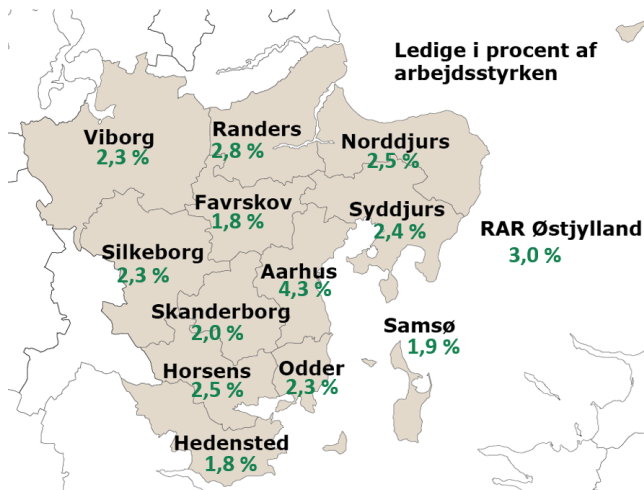 Ledige i procent af
arbejdsstyrken
Viborg
2,3 %
Randers
2,8 %
Norddjurs
2,5 %
Favrskov
1,8 %
Syddjurs
2,4 %
RAR Østjylland
3,0 %
Silkeborg
2,3 %
Aarhus
4,3 %
Skanderborg
2,0 %
Samsø
1,9 %
Horsens
2,5 %
Odder
2,3 %
Hedensted
1,8 %